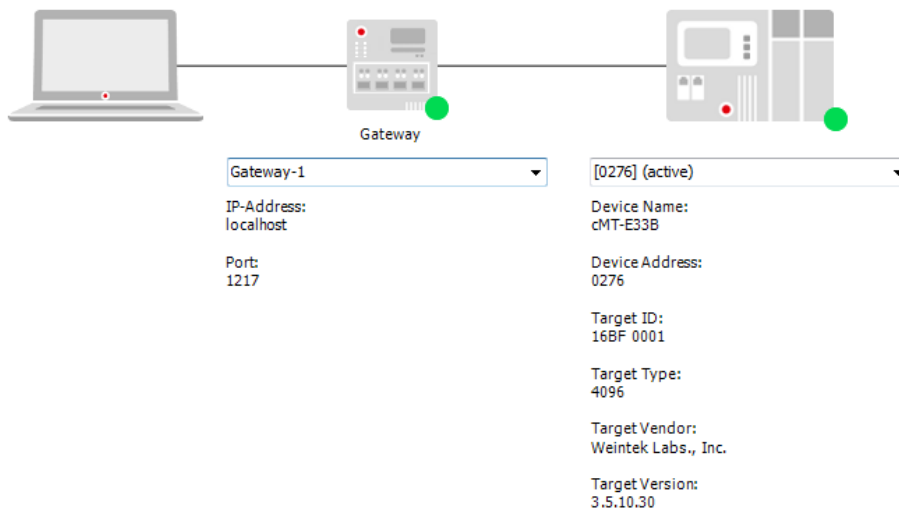 Gateway
Gateway-1
IP-Address:
localhost
Port:
1217
[0276] (active)
Device Name:
cMT-E33B
Device Address:
0276
Target ID:
16BF 0001
Target Type:
4096
Target Vendor:
Weintek Labs., Inc.
Target Version:
3.5.10.30